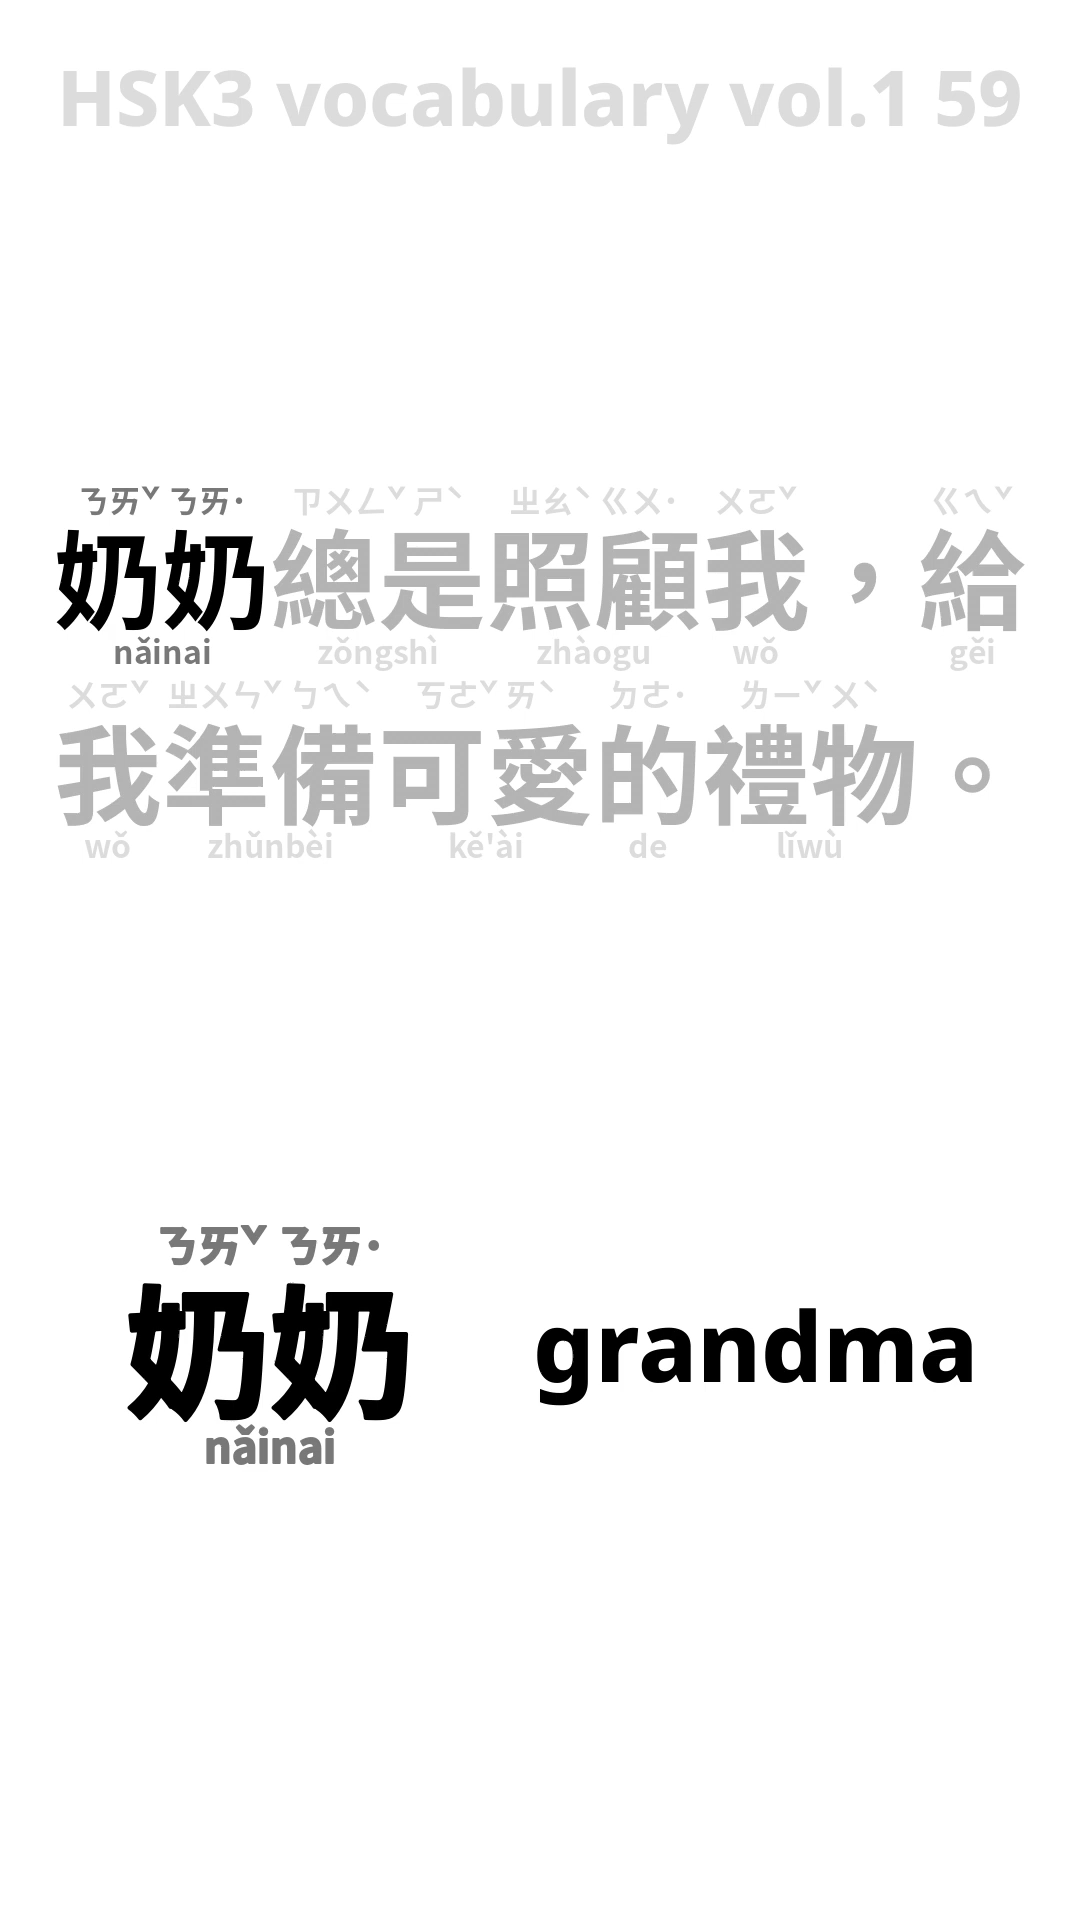 HSK3 vocabulary vol.1 59
ㄋㄞˇ ㄋㄞ˙ ㄗㄨㄥˇ ㄕˋ ㄓㄠˋ ㄍㄨ˙ ㄨㄛˇ ㄍㄟˇ
奶奶總是照顧我，給
nǎinai zǒngshì zhàogu wǒ gěi
ㄨㄛˇ ㄓㄨㄣˇ ㄅㄟˋ ㄎㄜˇ ㄞˋ ㄉㄜ˙ ㄌㄧˇ ㄨˋ
我準備可愛的禮物。
wǒ zhǔnbèi kě'ài de lǐwù
ㄋㄞˇ ㄋㄞ˙
奶奶 grandma
nǎinai